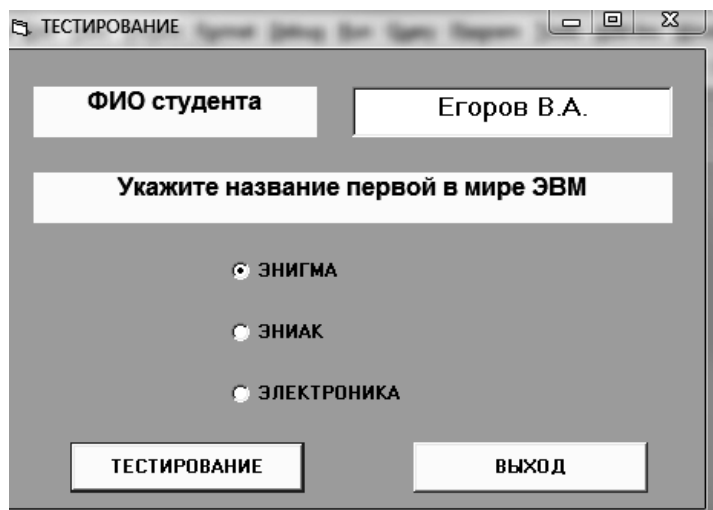 ТЕСТИРОВАНИЕ
ФИО студента
Егоров В.А.
Укажите название первой в мире ЭВМ
ЭНИГМА
ЭНИАК
ЭЛЕКТРОНИКА
ТЕСТИРОВАНИЕ
ВЫХОД